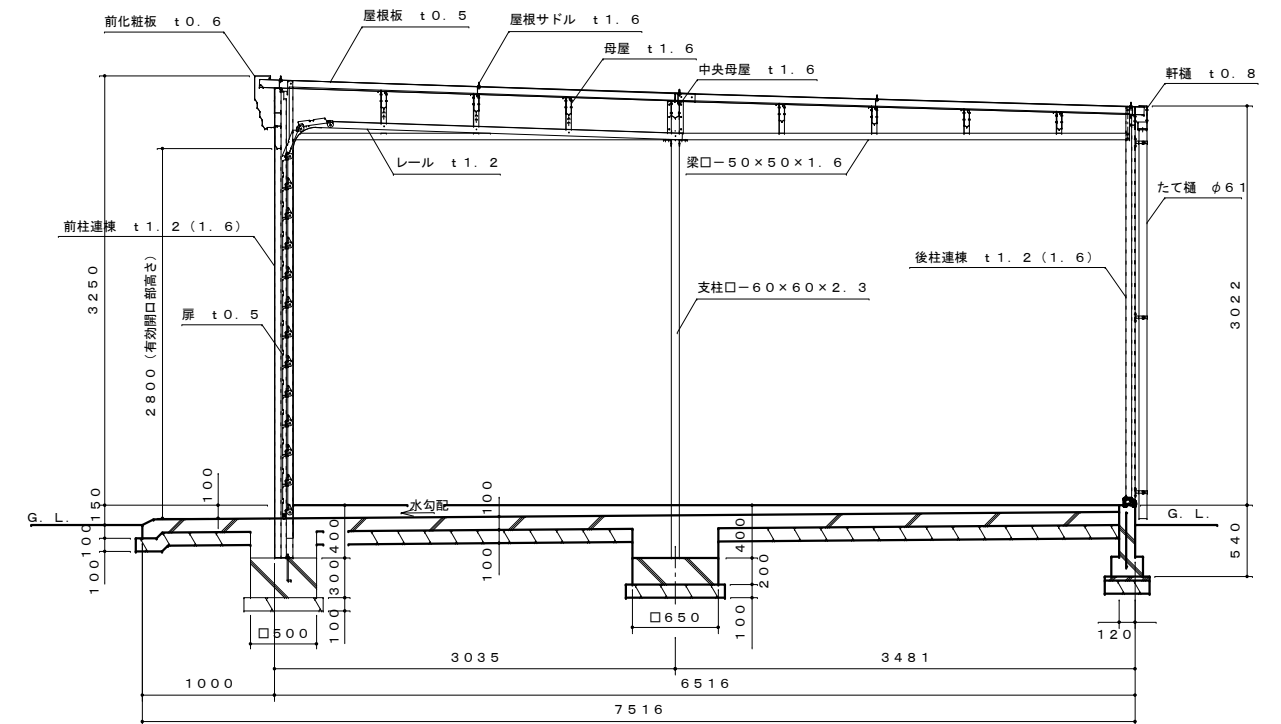 前化粧板　ｔ０．６
屋根板　ｔ０．５
屋根サドル　ｔ１．６
母屋　ｔ１．６
中央母屋　ｔ１．６
軒樋　ｔ０．８
レール　ｔ１．２
梁口－５０×５０×１．６
たて樋　φ６１
前柱連棟　ｔ１．２（１．６）
後柱連棟　ｔ１．２（１．６）
３２５０
２８００（有効開口部高さ）
扉　ｔ０．５
支柱口－６０×６０×２．３
３０２２
１５０
１００
水勾配
１００
Ｇ．Ｌ．
Ｇ．Ｌ．
１００
１００
４００
３００
１００
１００
４００
２００
１００
５４０
□５００
□６５０
１２０
３０３５
３４８１
１０００
６５１６
７５１６